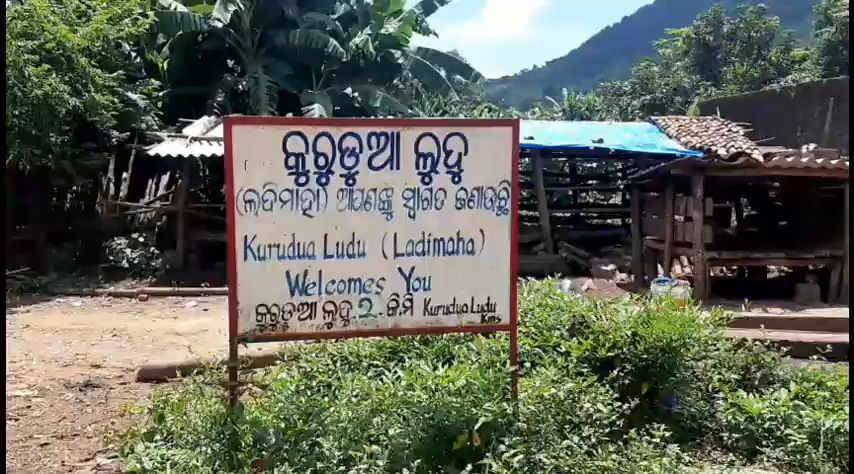 କୁରୁଡୁଆ ଲୁଦୁ
(ଲଦିମାହା) ଆପଣଙ୍କୁ ସ୍ୱାଗତ ଜଣାଉଛି
Kurudua Ludu (Ladimaha)
Welcomes You
କୁରୁଡିଆ ଲୁଦୁ.୨.କି.ମି Kurudua Ludu
Kms